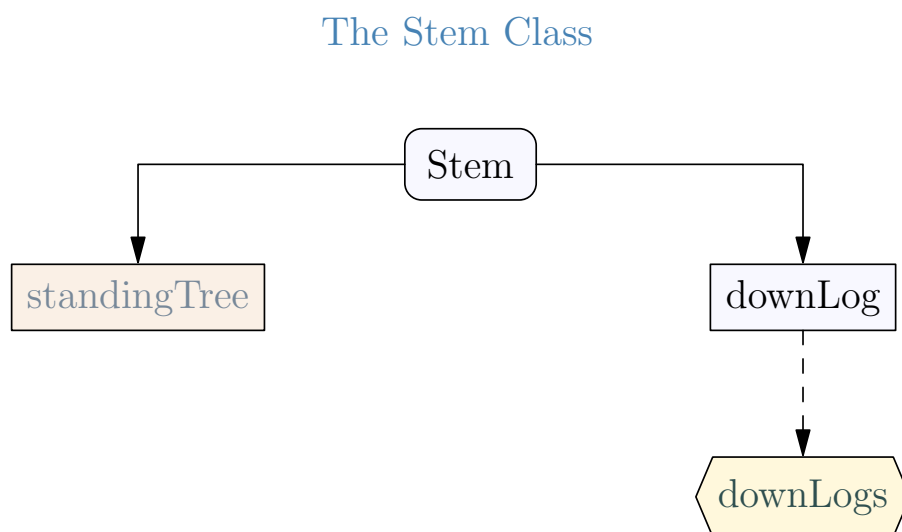 The Stem Class
Stem
standingTree
downLog
downLogs